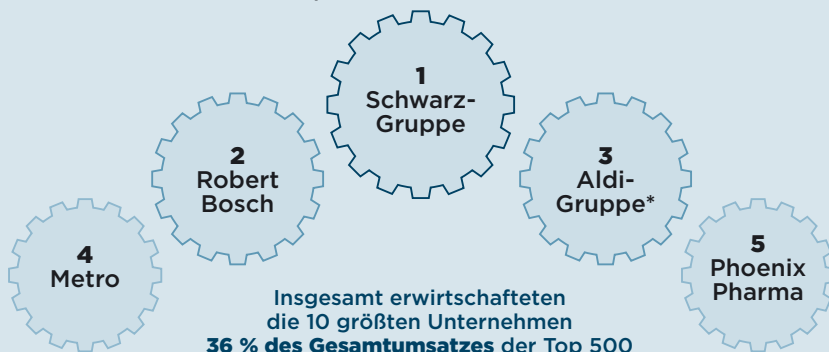 1
Schwarz-
Gruppe
2
Robert
Bosch
3
Aldi-
Gruppe*
4
Metro
5
Phoenix
Pharma
Insgesamt erwirtschafteten
die 10 größten Unternehmen
36 % des Gesamtumsatzes der Top 500